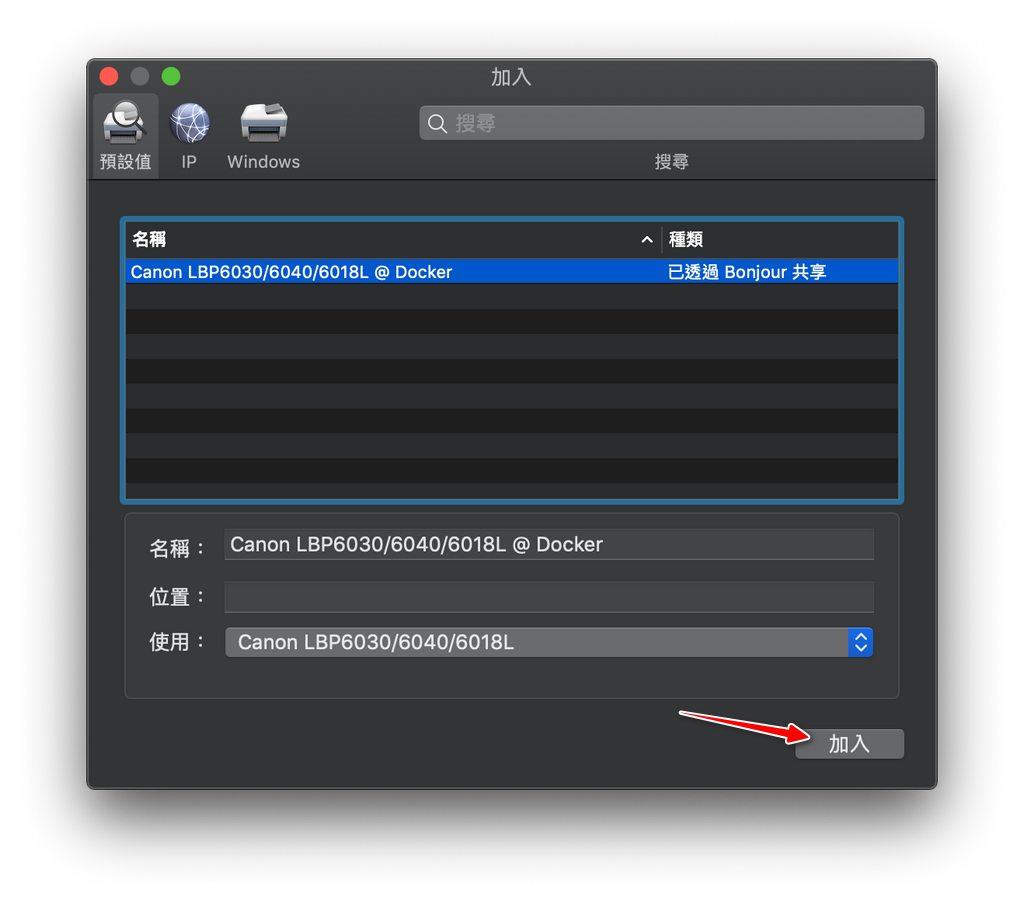 加入
預設值 IP Windows
搜尋
搜尋
名稱 種類
Canon LBP6030/6040/6018L @ Docker 已透過 Bonjour 共享
名稱： Canon LBP6030/6040/6018L @ Docker
位置：
使用： Canon LBP6030/6040/6018L
加入